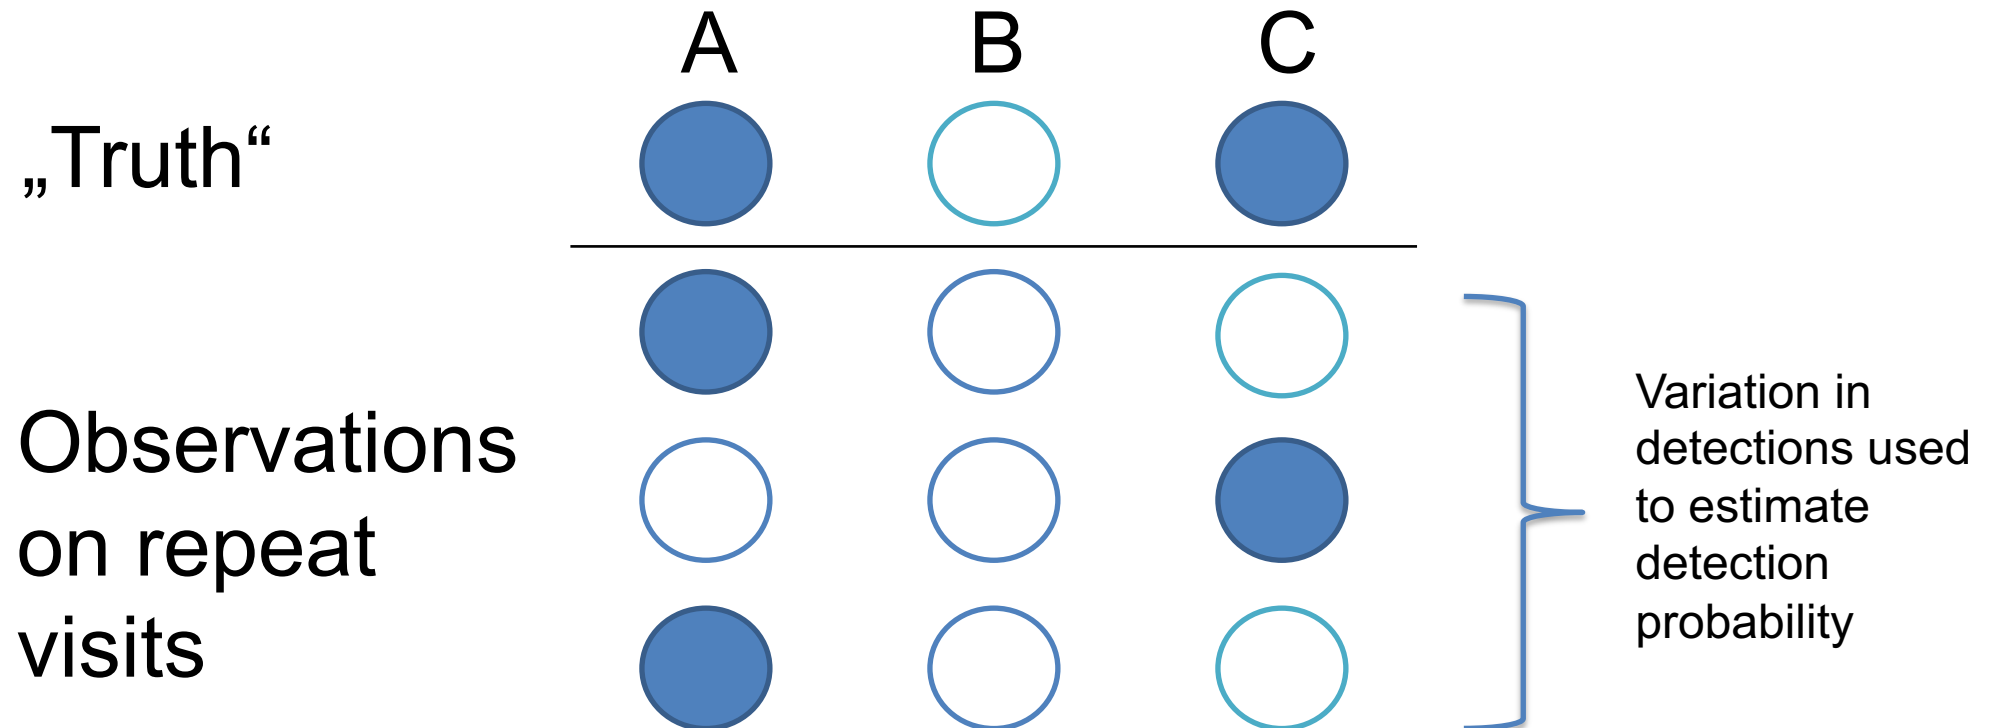 A B C
„Truth“
Observations
on repeat
visits
Variation in
detections used
to estimate
detection
probability